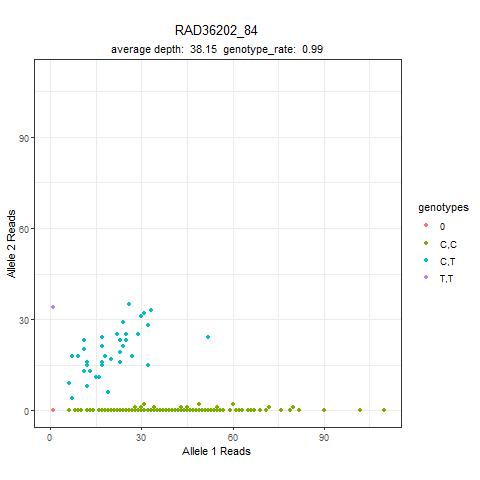 RAD36202_84
average depth: 38.15 genotype_rate: 0.99
Allele 2 Reads
90
60
30
0
0
30
60
90
Allele 1 Reads
genotypes
0
C,C
C,T
T,T